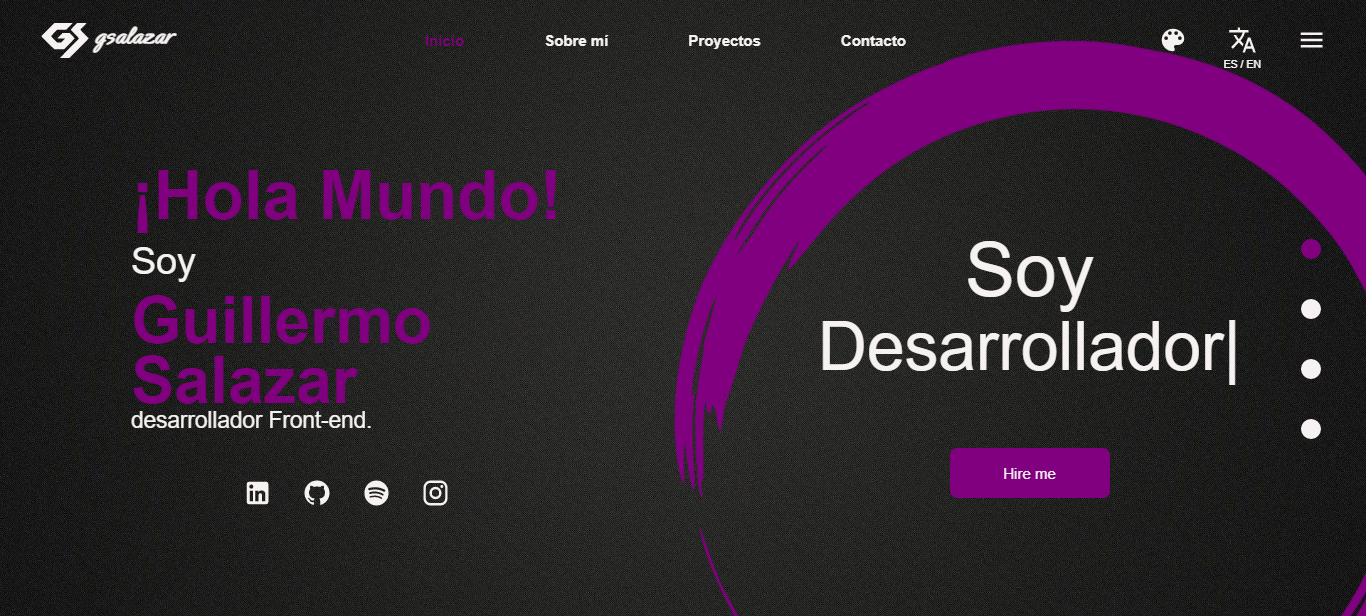 GS gsalazar
Inicio
Sobre mí
Proyectos
Contacto
ES / EN
¡Hola Mundo!
Soy
Guillermo
Salazar
desarrollador Front-end.
Soy
Desarrollador|
Hire me